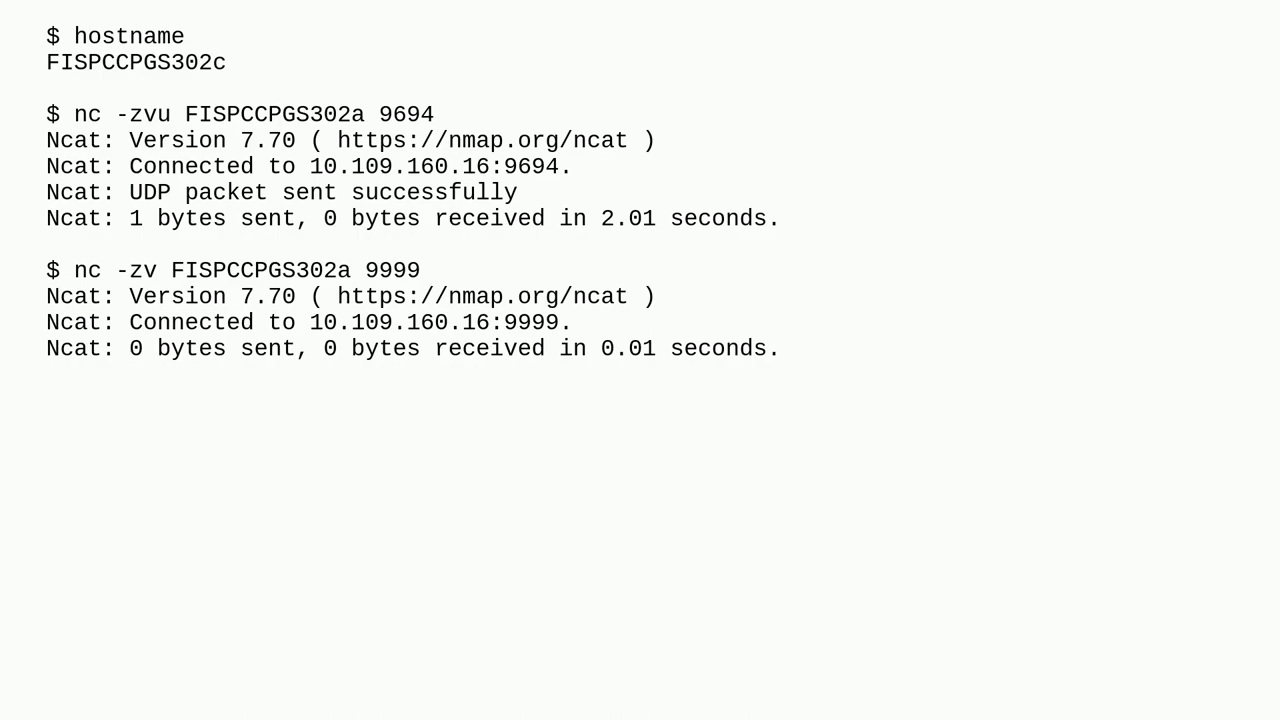 $ hostname
FISPCCPGS302c
$ nc -zvu FISPCCPGS302a 9694
Ncat: Version 7.70 ( https://nmap.org/ncat )
Ncat: Connected to 10.109.160.16:9694.
Ncat: UDP packet sent successfully
Ncat: 1 bytes sent, 0 bytes received in 2.01 seconds.
$ nc -zv FISPCCPGS302a 9999
Ncat: Version 7.70 ( https://nmap.org/ncat )
Ncat: Connected to 10.109.160.16:9999.
Ncat: 0 bytes sent, 0 bytes received in 0.01 seconds.